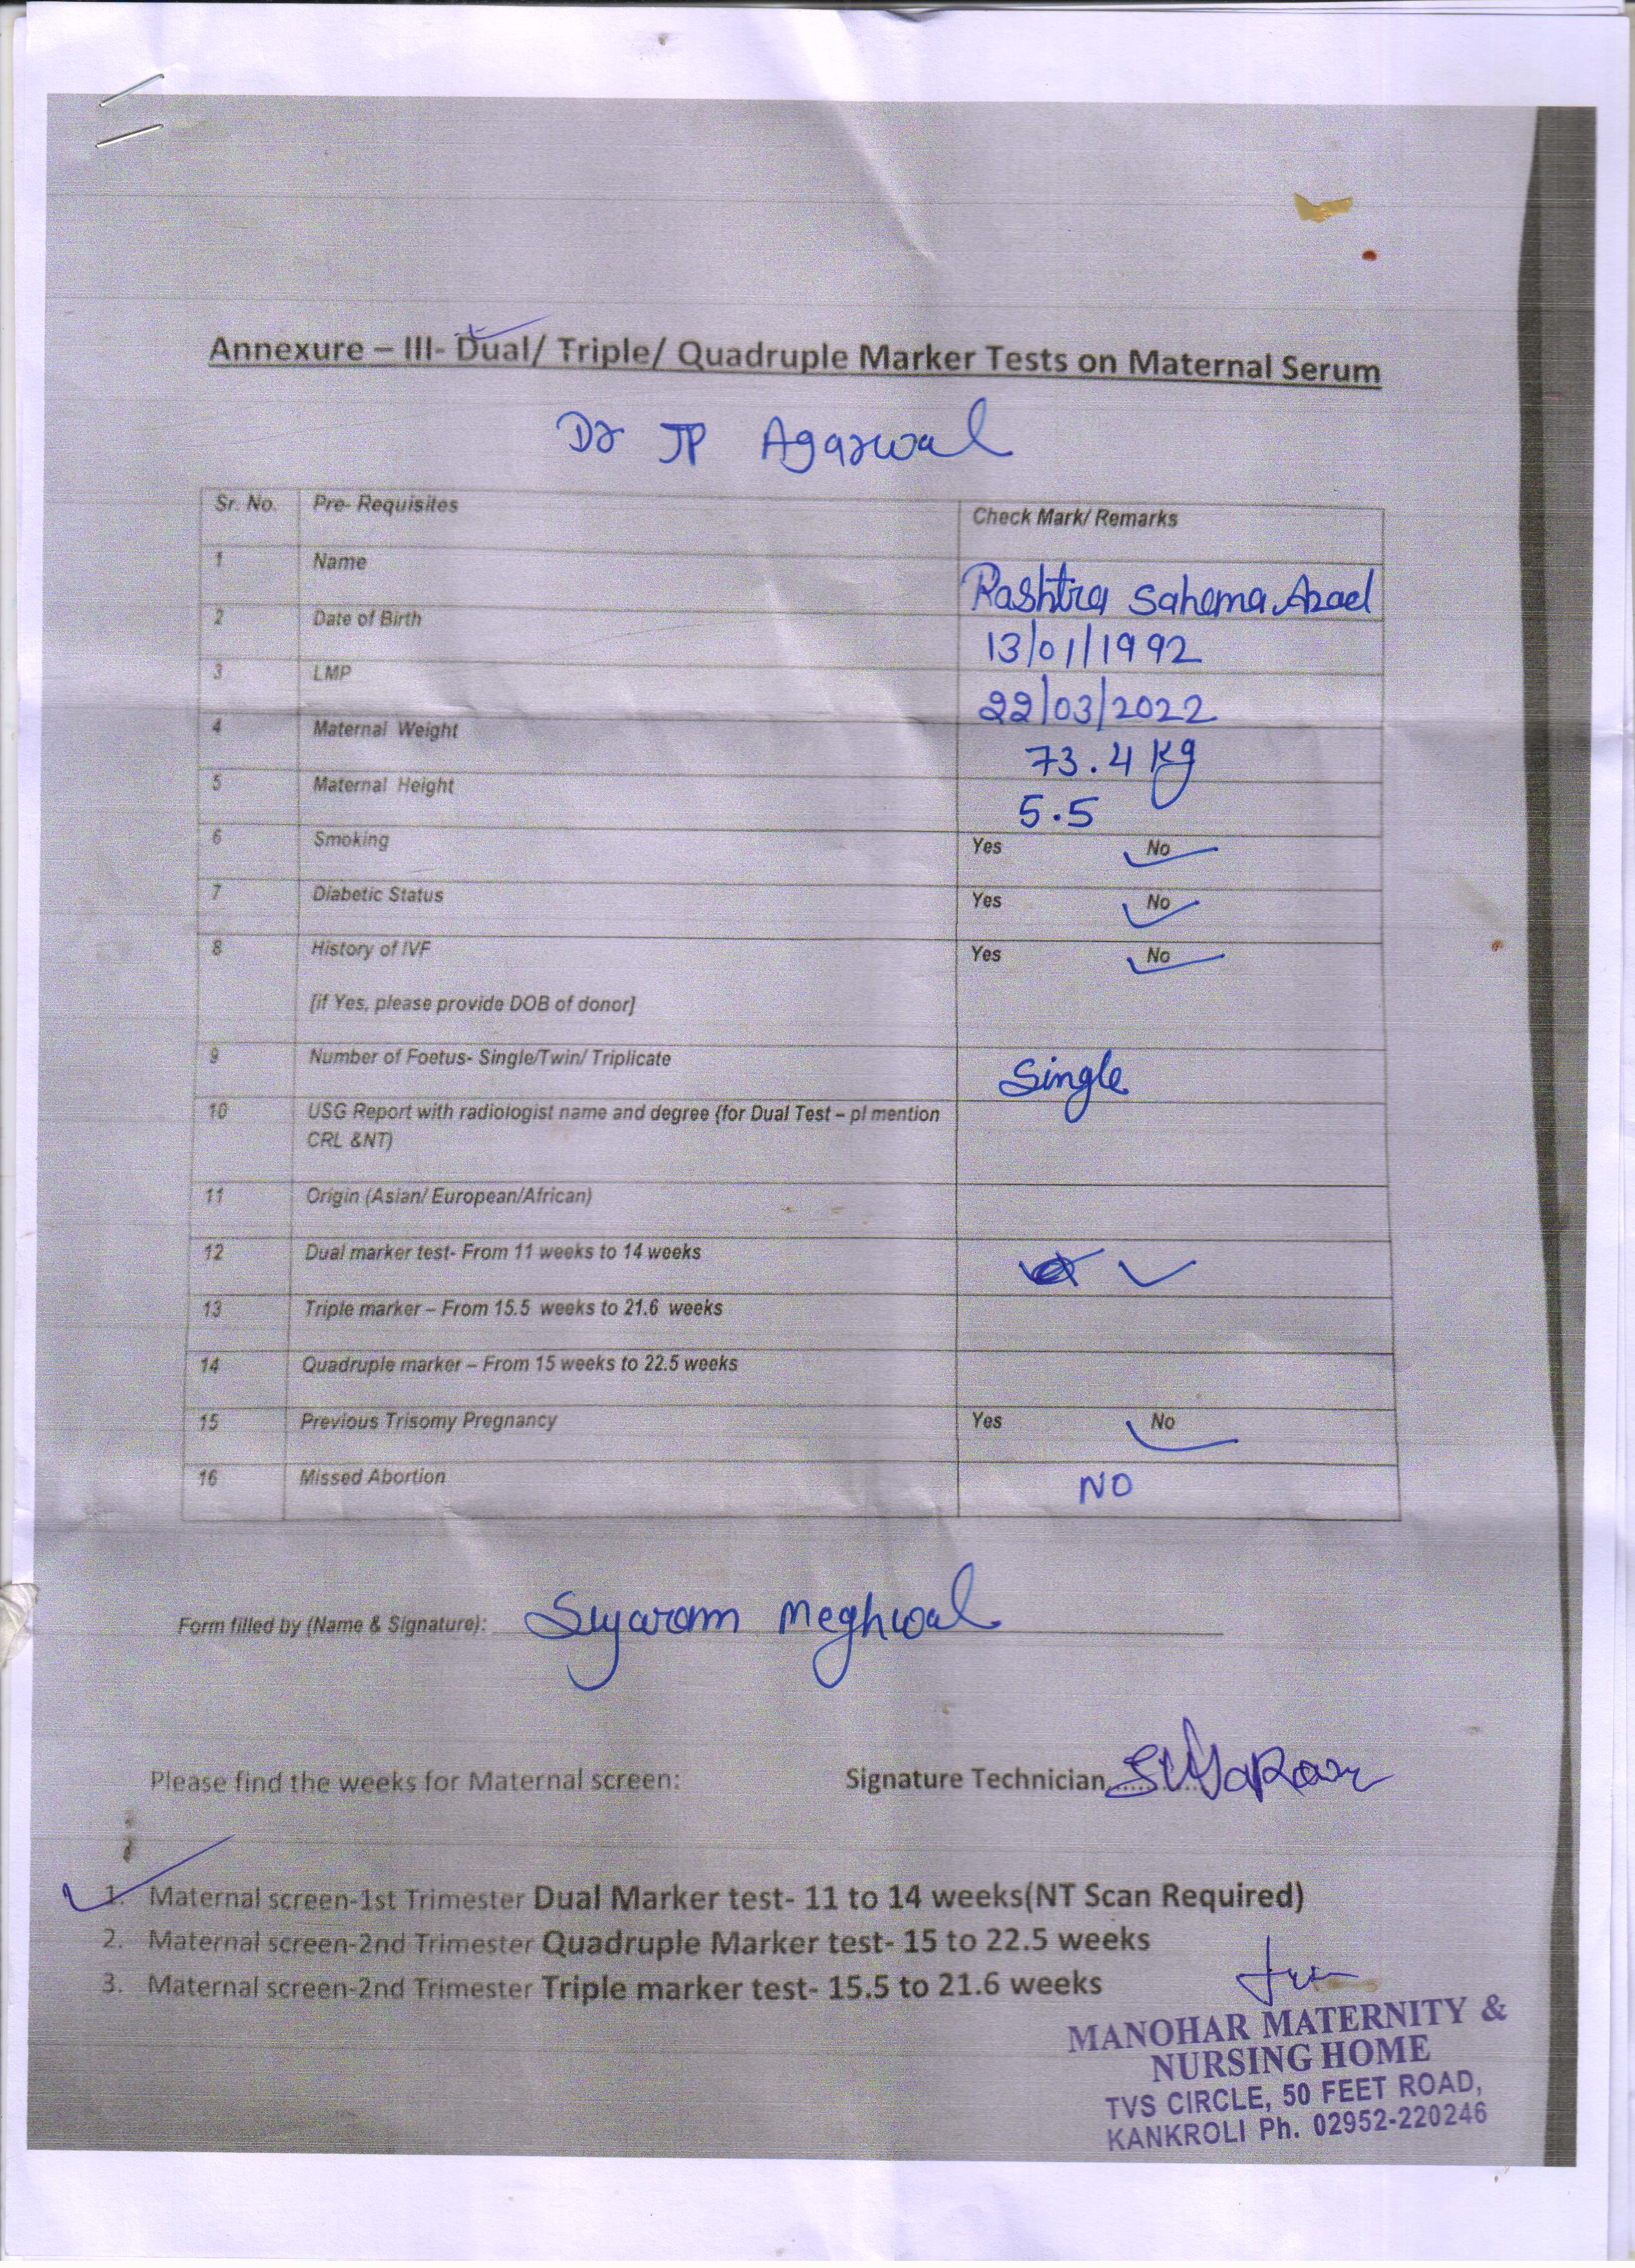 Annexure – III- Dual/ Triple/ Quadruple Marker Tests on Maternal Serum
Dr JP Agarwal
Sr. No. Pre- Requisites Check Mark/ Remarks
1 Name Rashtra Sahema Azad
2 Date of Birth 13/01/1992
3 LMP 22/03/2022
4 Maternal Weight 73.4 kg
5 Maternal Height 5.5
6 Smoking Yes No
7 Diabetic Status Yes No
8 History of IVF Yes No
[if Yes, please provide DOB of donor]
9 Number of Foetus- Single/Twin/ Triplicate Single
10 USG Report with radiologist name and degree (for Dual Test – pl mention
CRL &NT)
11 Origin (Asian/ European/African)
12 Dual marker test- From 11 weeks to 14 weeks
13 Triple marker – From 15.5 weeks to 21.6 weeks
14 Quadruple marker – From 15 weeks to 22.5 weeks
15 Previous Trisomy Pregnancy Yes No
16 Missed Abortion NO
Form filled by (Name & Signature): Siyaram Meghwal
Please find the weeks for Maternal screen: Signature Technician....... Siyaram
1. Maternal screen-1st Trimester Dual Marker test- 11 to 14 weeks(NT Scan Required)
2. Maternal screen-2nd Trimester Quadruple Marker test- 15 to 22.5 weeks
3. Maternal screen-2nd Trimester Triple marker test- 15.5 to 21.6 weeks
MANOHAR MATERNITY &
NURSING HOME
TVS CIRCLE, 50 FEET ROAD,
KANKROLI Ph. 02952-220246